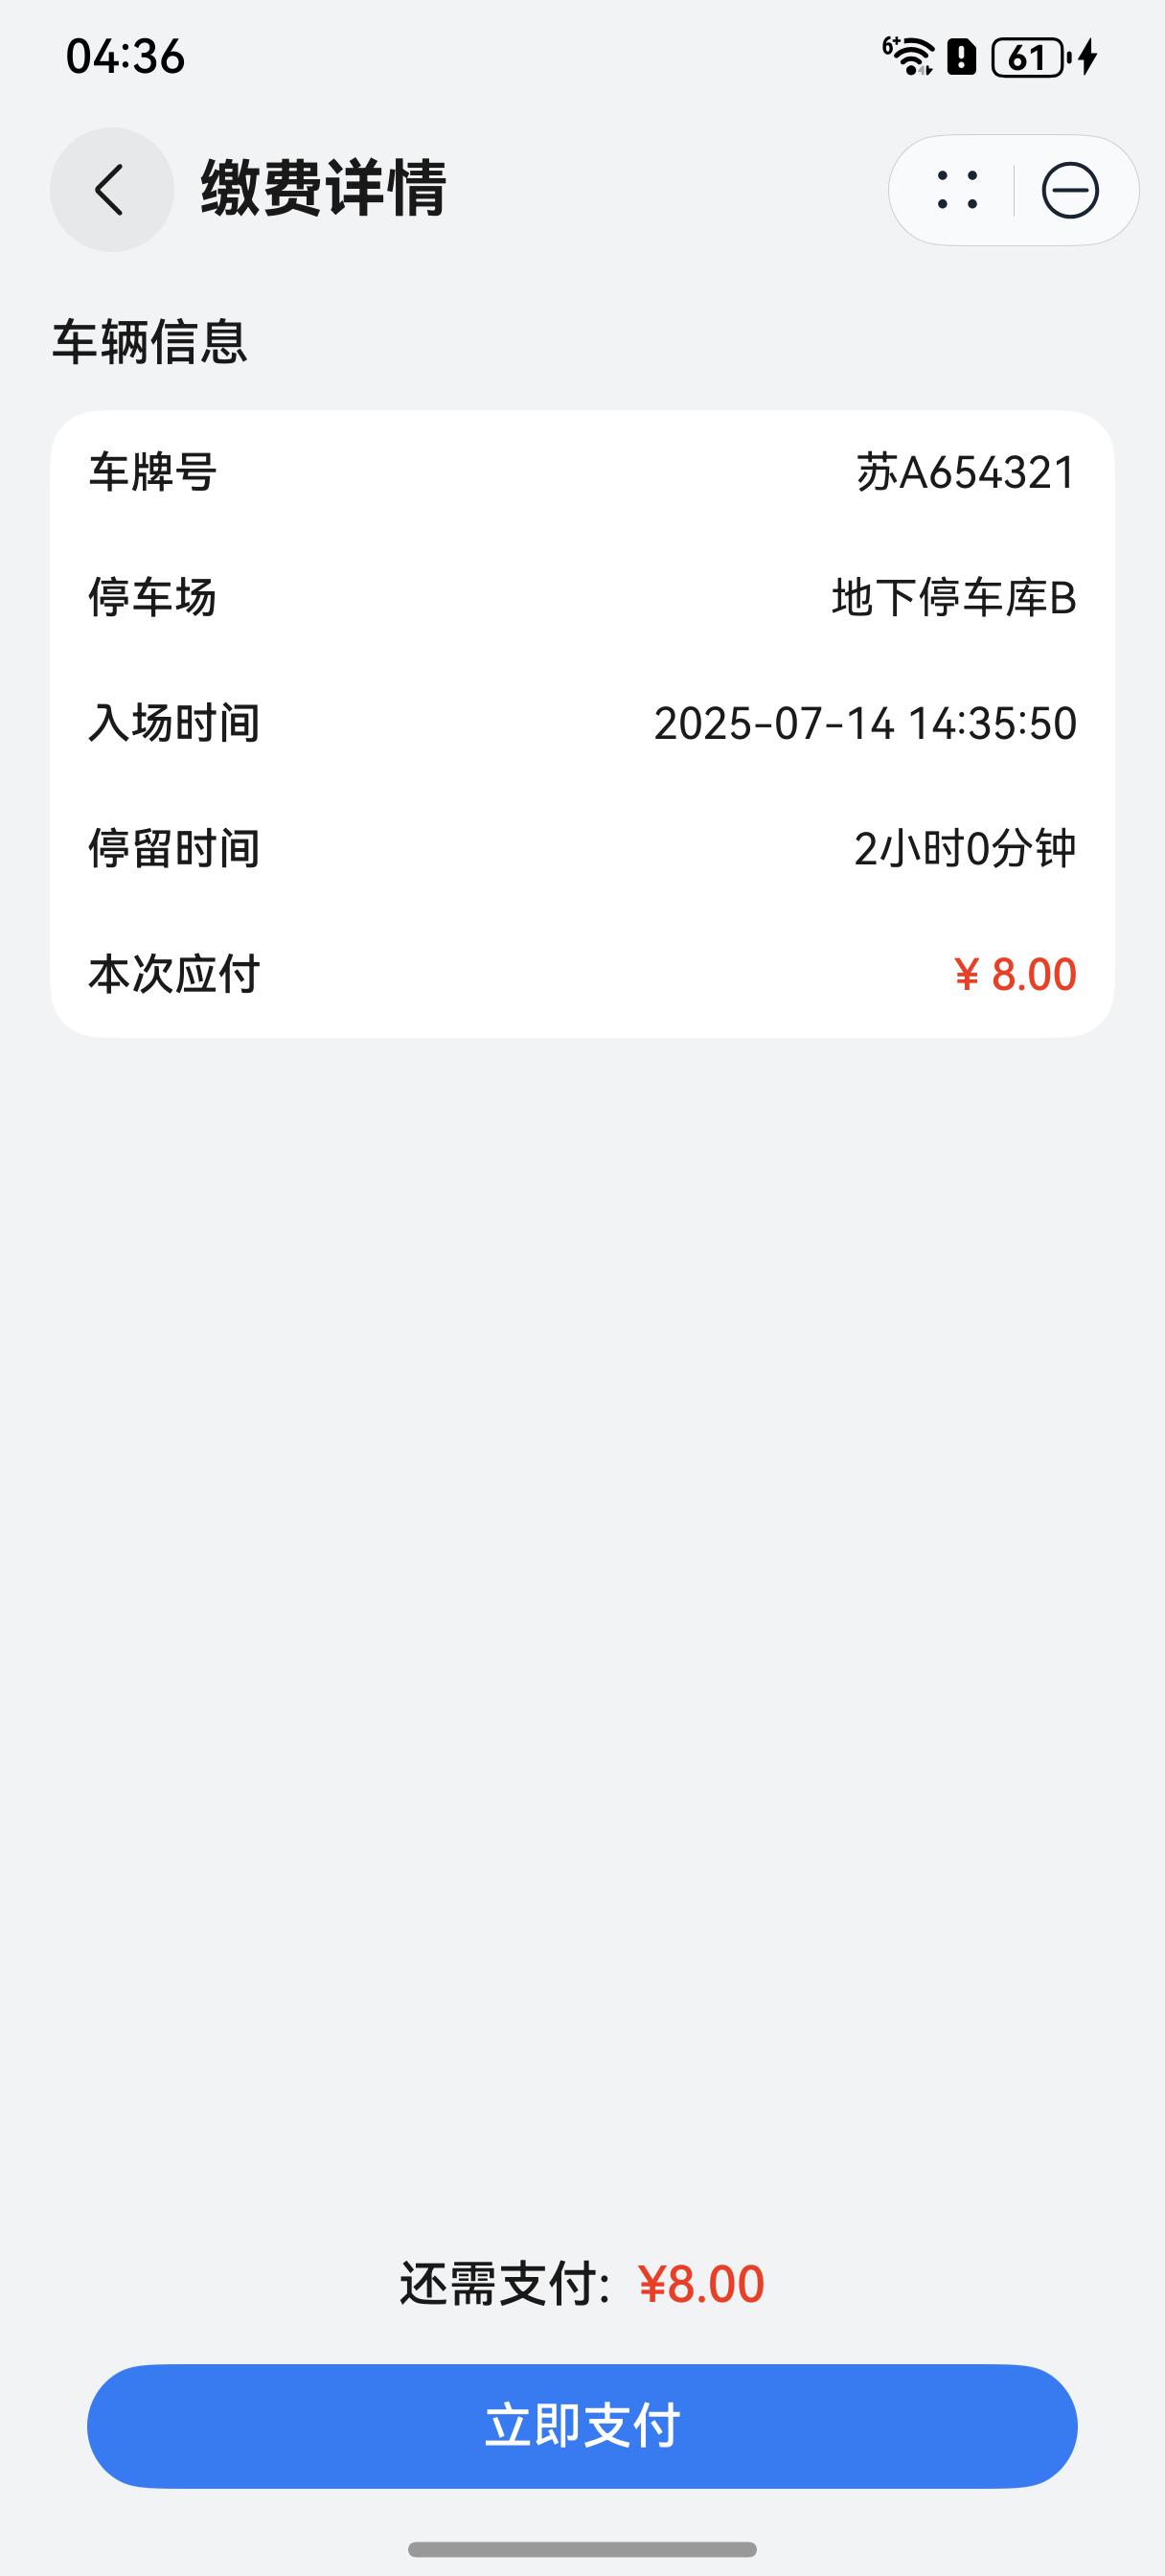 04:36
6+
61
缴费详情
车辆信息
车牌号 苏A654321
停车场 地下停车库B
入场时间 2025-07-14 14:35:50
停留时间 2小时0分钟
本次应付 ¥ 8.00
还需支付: ¥8.00
立即支付